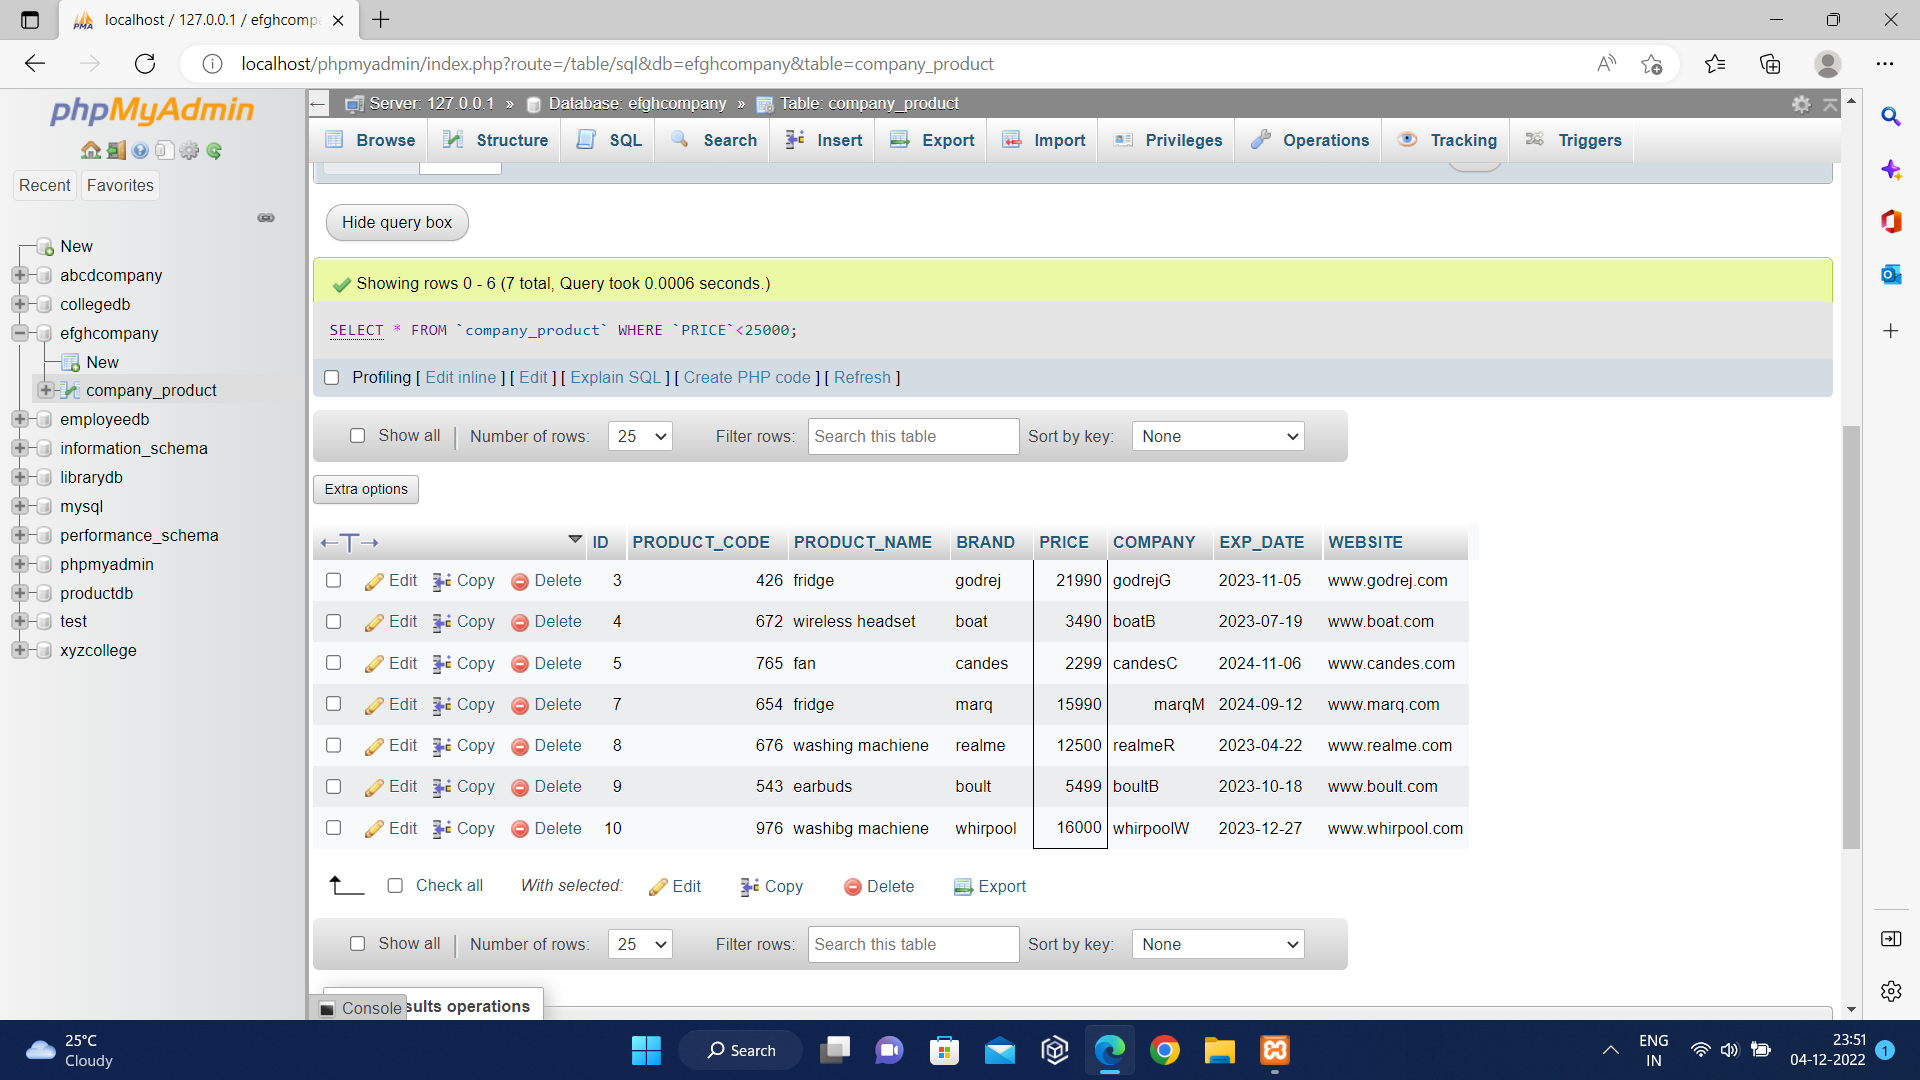 localhost / 127.0.0.1 / efghcomp
localhost/phpmyadmin/index.php?route=/table/sql&db=efghcompany&table=company_product
phpMyAdmin
Recent Favorites
New
abcdcompany
collegedb
efghcompany
New
company_product
employeedb
information_schema
librarydb
mysql
performance_schema
phpmyadmin
productdb
test
xyzcollege
Server: 127.0.0.1 » Database: efghcompany » Table: company_product
Browse Structure SQL Search Insert Export Import Privileges Operations Tracking Triggers
Hide query box
Showing rows 0 - 6 (7 total, Query took 0.0006 seconds.)
SELECT * FROM `company_product` WHERE `PRICE`<25000;
Profiling [ Edit inline ] [ Edit ] [ Explain SQL ] [ Create PHP code ] [ Refresh ]
Show all Number of rows: 25 Filter rows: Search this table Sort by key: None
Extra options
ID PRODUCT_CODE PRODUCT_NAME BRAND PRICE COMPANY EXP_DATE WEBSITE
Edit Copy Delete 3 426 fridge godrej 21990 godrejG 2023-11-05 www.godrej.com
Edit Copy Delete 4 672 wireless headset boat 3490 boatB 2023-07-19 www.boat.com
Edit Copy Delete 5 765 fan candes 2299 candesC 2024-11-06 www.candes.com
Edit Copy Delete 7 654 fridge marq 15990 marqM 2024-09-12 www.marq.com
Edit Copy Delete 8 676 washing machiene realme 12500 realmeR 2023-04-22 www.realme.com
Edit Copy Delete 9 543 earbuds boult 5499 boultB 2023-10-18 www.boult.com
Edit Copy Delete 10 976 washibg machiene whirpool 16000 whirpoolW 2023-12-27 www.whirpool.com
Check all With selected: Edit Copy Delete Export
Show all Number of rows: 25 Filter rows: Search this table Sort by key: None
Console sults operations
25°C
Cloudy
Search
ENG
IN
23:51
04-12-2022
1